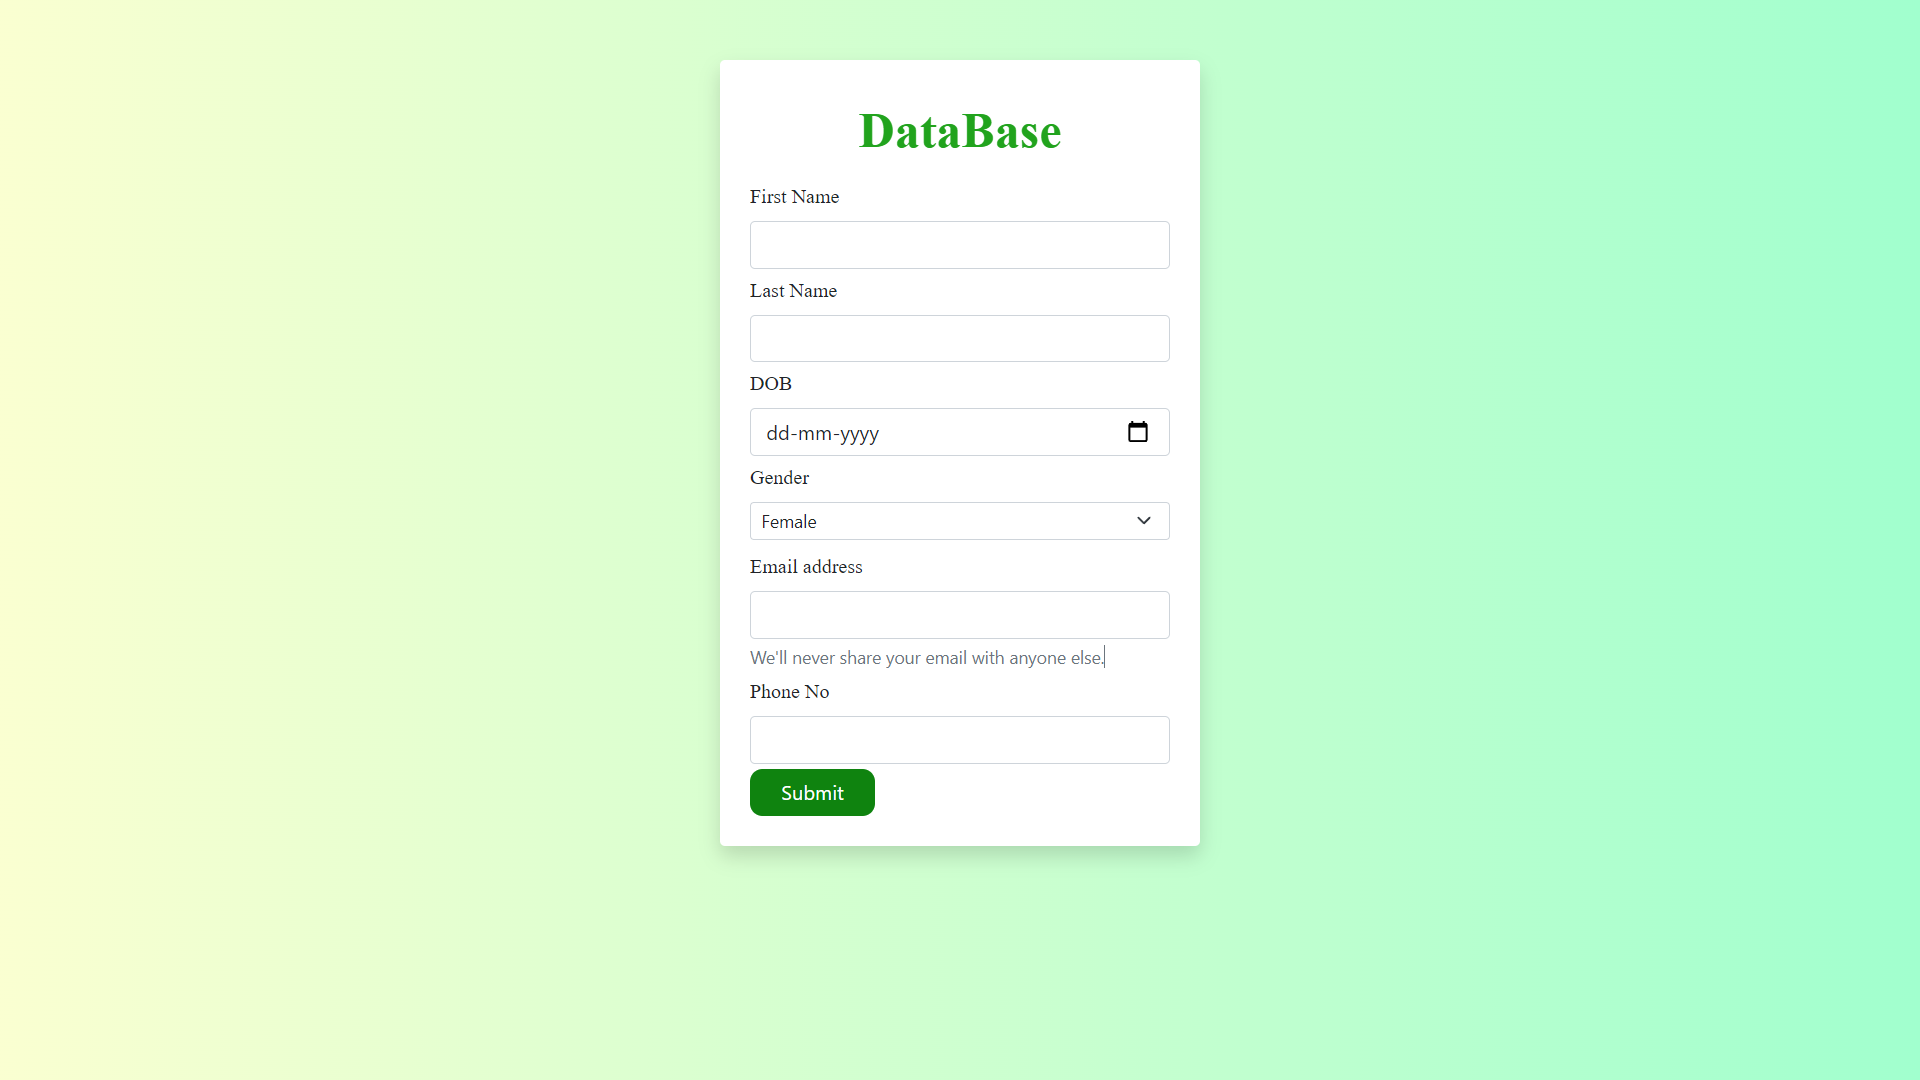 DataBase
First Name
Last Name
DOB
dd-mm-yyyy
Gender
Female
Email address
We'll never share your email with anyone else.
Phone No
Submit